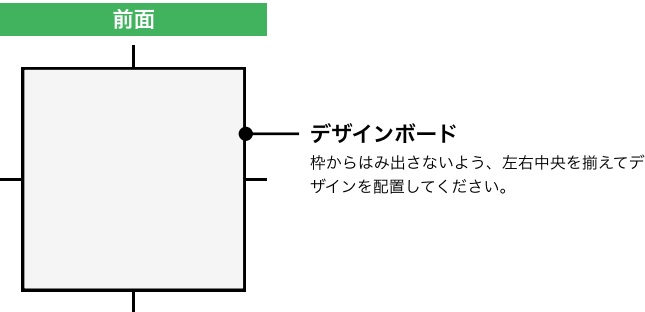 前面
デザインボード
枠からはみ出さないよう、左右中央を揃えてデ
ザインを配置してください。